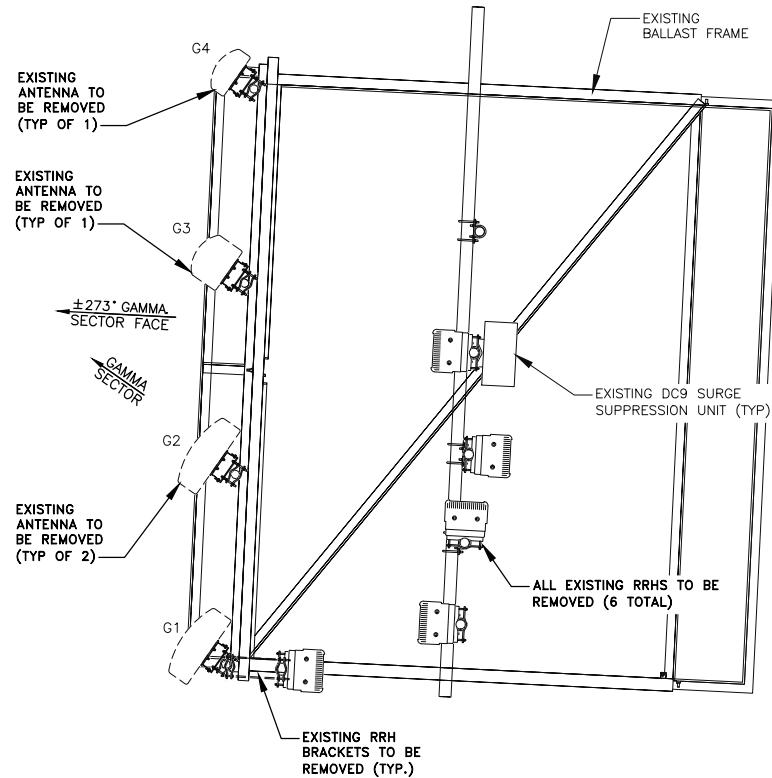 EXISTING
BALLAST FRAME
G4
EXISTING
ANTENNA TO
BE REMOVED
(TYP OF 1)
EXISTING
ANTENNA TO
BE REMOVED
(TYP OF 1)
G3
±273° GAMMA
SECTOR FACE
GAMMA
SECTOR
EXISTING DC9 SURGE
SUPPRESSION UNIT (TYP)
G2
EXISTING
ANTENNA TO
BE REMOVED
(TYP OF 2)
ALL EXISTING RRHS TO BE
REMOVED (6 TOTAL)
G1
EXISTING RRH
BRACKETS TO BE
REMOVED (TYP.)